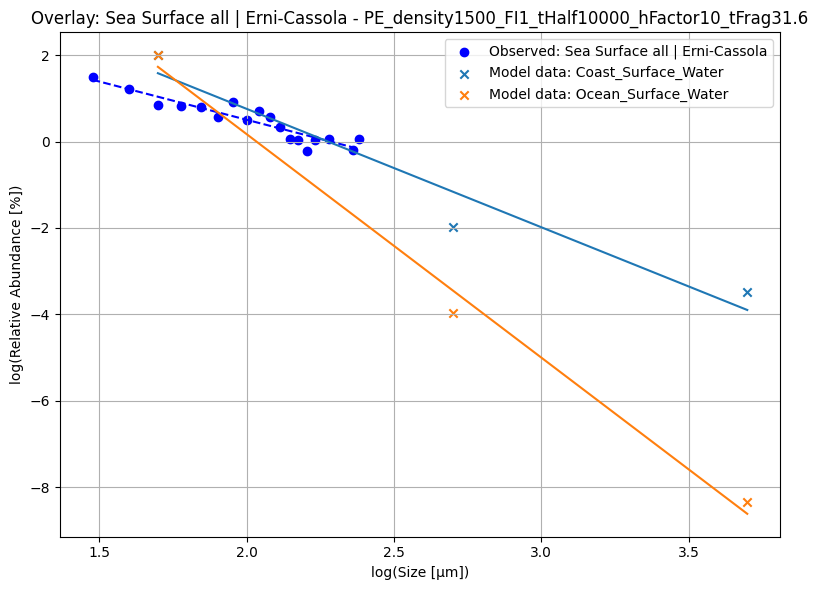 Overlay: Sea Surface all | Erni-Cassola - PE_density1500_FI1_tHalf10000_hFactor10_tFrag31.6
Observed: Sea Surface all | Erni-Cassola
Model data: Coast_Surface_Water
Model data: Ocean_Surface_Water
log(Relative Abundance [%])
2
0
−2
−4
−6
−8
1.5
2.0
2.5
3.0
3.5
log(Size [µm])